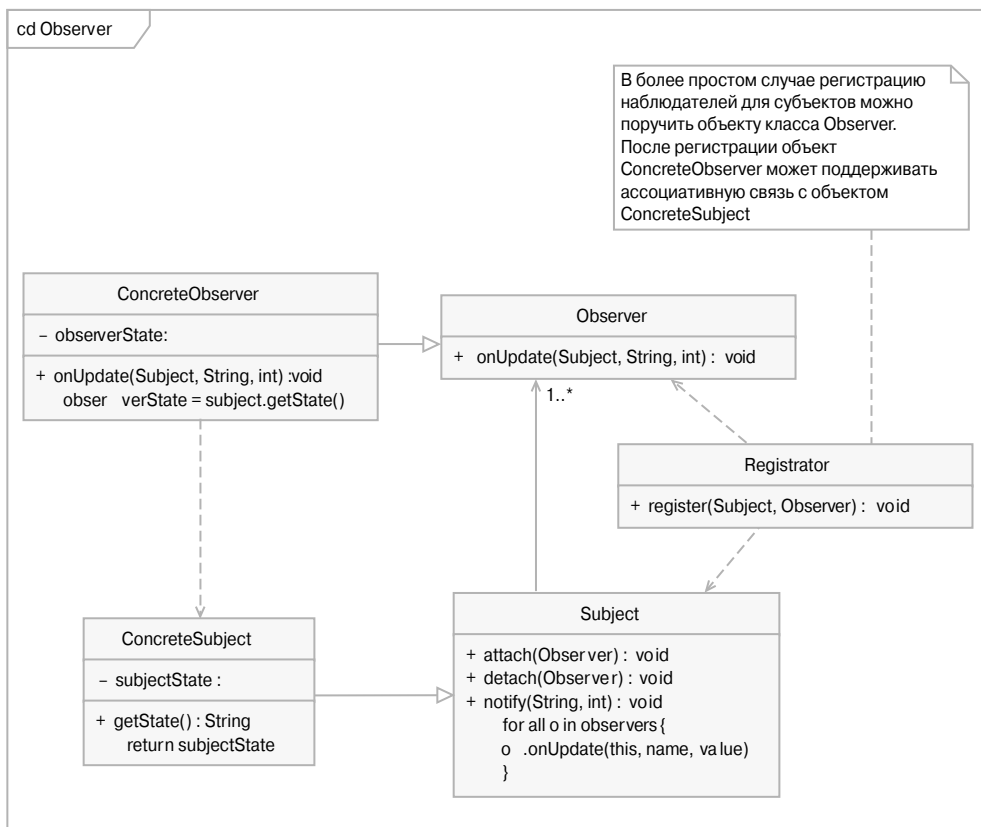 cd Observer
В более простом случае регистрацию
наблюдателей для субъектов можно
поручить объекту класса Observer.
После регистрации объект
ConcreteObserver может поддерживать
ассоциативную связь с объектом
ConcreteSubject
ConcreteObserver
– observerState:
+ onUpdate(Subject, String, int) :void
obser verState = subject.getState()
Observer
+ onUpdate(Subject, String, int) : void
1..*
Registrator
+ register(Subject, Observer) : void
ConcreteSubject
– subjectState :
+ getState() : String
return subjectState
Subject
+ attach(Observer) : void
+ detach(Observer) : void
+ notify(String, int) : void
for all o in observers {
o .onUpdate(this, name, value)
}